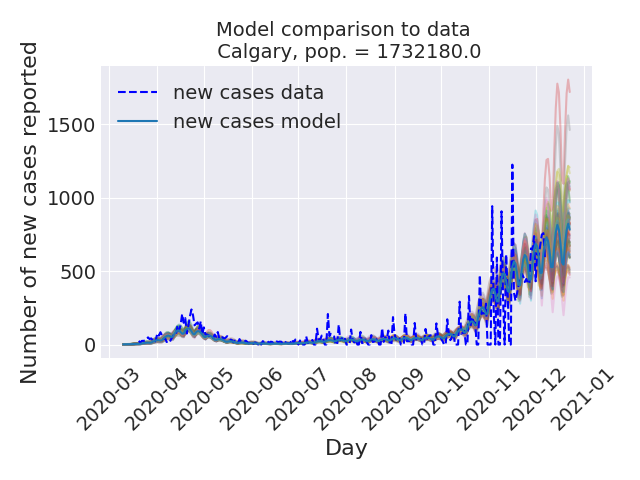 Model comparison to data
Calgary, pop. = 1732180.0
new cases data
new cases model
Number of new cases reported
1500
1000
500
0
2020-03
2020-04
2020-05
2020-06
2020-07
2020-08
2020-09
2020-10
2020-11
2020-12
2021-01
Day